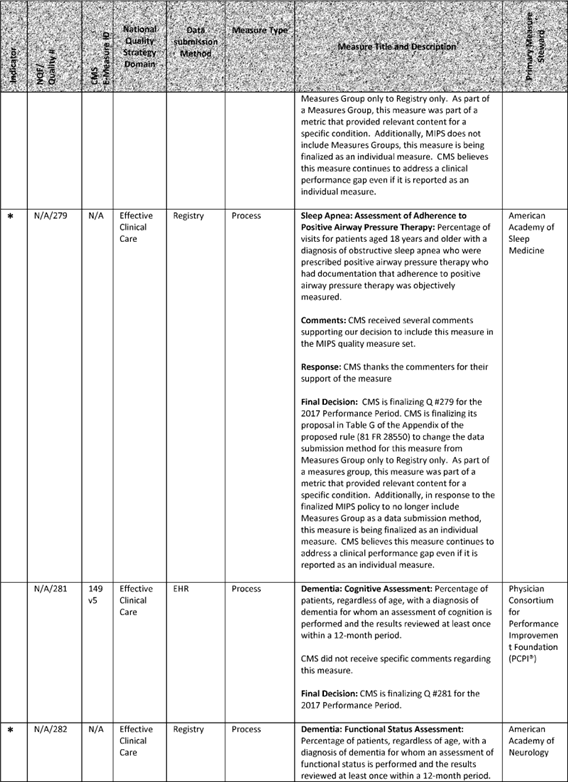 Indicator
NQF/
Quality #
CMS
E-Measure ID
National
Quality
Strategy
Domain
Data
submission
Method
Measure Type
Measure Title and Description
Primary Measure
Steward
Measures Group only to Registry only.  As part of
a Measures Group, this measure was part of a
metric that provided relevant content for a
specific condition.  Additionally, MIPS does not
include Measures Groups, this measure is being
finalized as an individual measure.  CMS believes
this measure continues to address a clinical
performance gap even if it is reported as an
individual measure.
*
N/A/279
N/A
Effective
Clinical
Care
Registry
Process
Sleep Apnea: Assessment of Adherence to
Positive Airway Pressure Therapy: Percentage of
visits for patients aged 18 years and older with a
diagnosis of obstructive sleep apnea who were
prescribed positive airway pressure therapy who
had documentation that adherence to positive
airway pressure therapy was objectively
measured.
Comments: CMS received several comments
supporting our decision to include this measure in
the MIPS quality measure set.
Response: CMS thanks the commenters for their
support of the measure
Final Decision:  CMS is finalizing Q #279 for the
2017 Performance Period. CMS is finalizing its
proposal in Table G of the Appendix of the
proposed rule (81 FR 28550) to change the data
submission method for this measure from
Measures Group only to Registry only.  As part of
a measures group, this measure was part of a
metric that provided relevant content for a
specific condition.  Additionally, in response to the
finalized MIPS policy to no longer include
Measures Group as a data submission method,
this measure is being finalized as an individual
measure.  CMS believes this measure continues to
address a clinical performance gap even if it is
reported as an individual measure.
American
Academy of
Sleep
Medicine
N/A/281
149
v5
Effective
Clinical
Care
EHR
Process
Dementia: Cognitive Assessment: Percentage of
patients, regardless of age, with a diagnosis of
dementia for whom an assessment of cognition is
performed and the results reviewed at least once
within a 12-month period.
CMS did not receive specific comments regarding
this measure.
Final Decision: CMS is finalizing Q #281 for the
2017 Performance Period.
Physician
Consortium
for
Performance
Improvemen
t Foundation
(PCPI®)
*
N/A/282
N/A
Effective
Clinical
Care
Registry
Process
Dementia: Functional Status Assessment:
Percentage of patients, regardless of age, with a
diagnosis of dementia for whom an assessment of
functional status is performed and the results
reviewed at least once within a 12-month period.
American
Academy of
Neurology